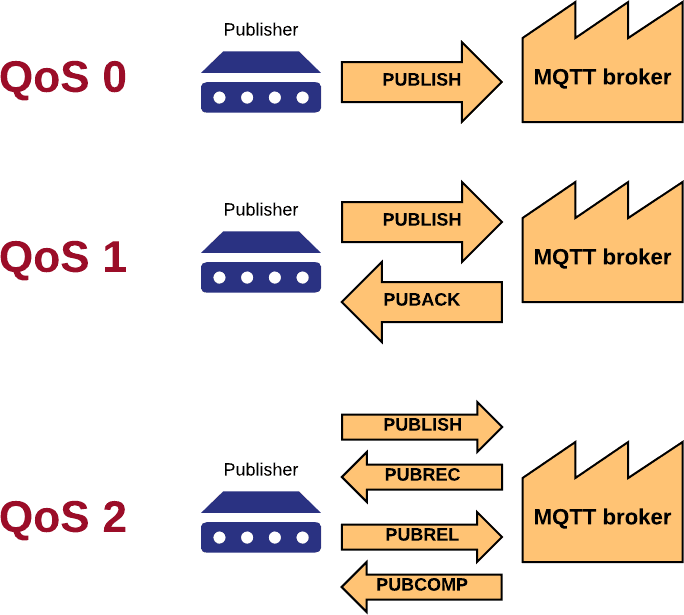 Publisher
QoS 0
PUBLISH
MQTT broker
Publisher
QoS 1
PUBLISH
MQTT broker
PUBACK
PUBLISH
Publisher
PUBREC
QoS 2
MQTT broker
PUBREL
PUBCOMP